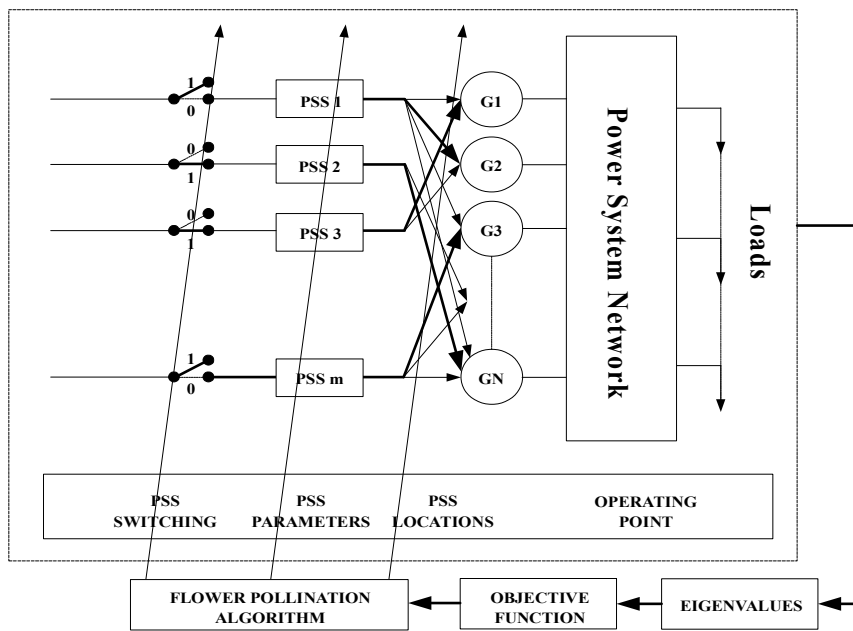 1
0
PSS 1
G1
0
1
PSS 2
G2
0
1
PSS 3
G3
1
0
PSS m
GN
Power System Network
Loads
PSS
SWITCHING
PSS
PARAMETERS
PSS
LOCATIONS
OPERATING
POINT
FLOWER POLLINATION
ALGORITHM
OBJECTIVE
FUNCTION
EIGENVALUES